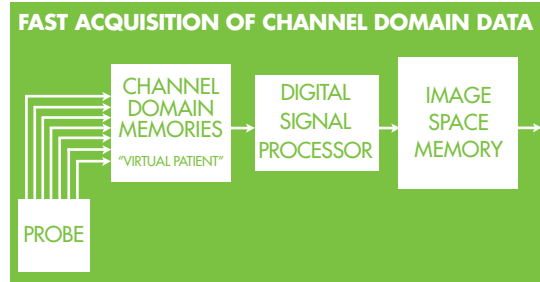 FAST ACQUISITION OF CHANNEL DOMAIN DATA
CHANNEL
DOMAIN
MEMORIES
“VIRTUAL PATIENT”
DIGITAL
SIGNAL
PROCESSOR
IMAGE
SPACE
MEMORY
PROBE